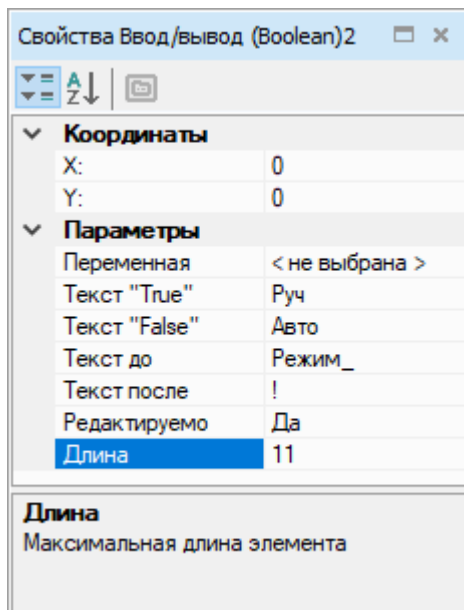 Свойства Ввод/вывод (Boolean)2
Координаты
X: 0
Y: 0
Параметры
Переменная < не выбрана >
Текст "True" Руч
Текст "False" Авто
Текст до Режим_
Текст после !
Редактируемо Да
Длина 11
Длина
Максимальная длина элемента